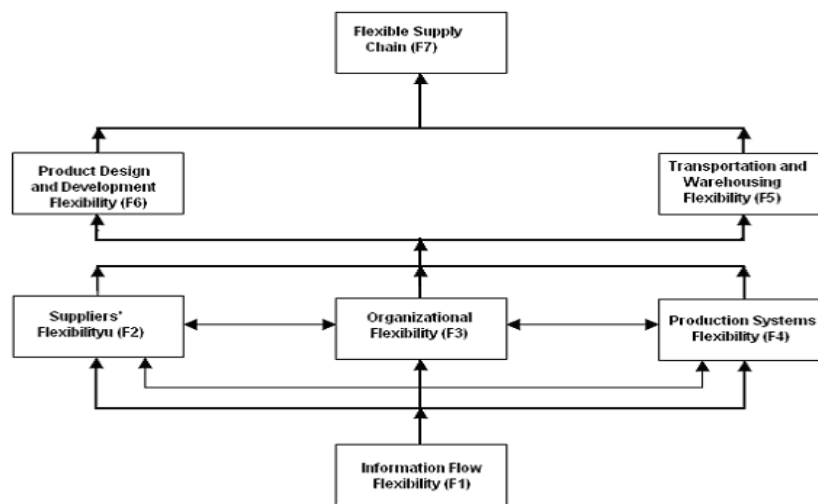 Flexible Supply
Chain (F7)
Product Design
and Development
Flexibility (F6)
Transportation and
Warehousing
Flexibility (F5)
Suppliers'
Flexibilityu (F2)
Organizational
Flexibility (F3)
Production Systems
Flexibility (F4)
Information Flow
Flexibility (F1)